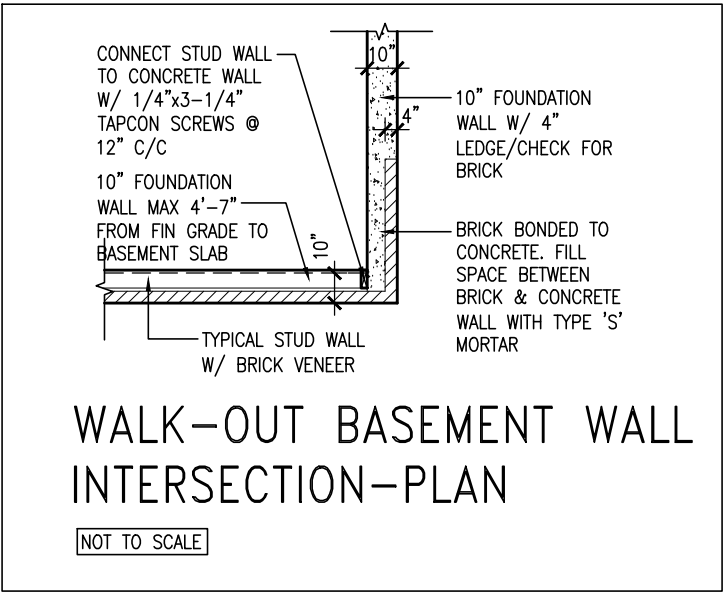 CONNECT STUD WALL
TO CONCRETE WALL
W/ 1/4"x3-1/4"
TAPCON SCREWS @
12" C/C
10" FOUNDATION
WALL MAX 4'-7"
FROM FIN GRADE TO
BASEMENT SLAB
10"
10"
4"
10" FOUNDATION
WALL W/ 4"
LEDGE/CHECK FOR
BRICK
BRICK BONDED TO
CONCRETE. FILL
SPACE BETWEEN
BRICK & CONCRETE
WALL WITH TYPE 'S'
MORTAR
TYPICAL STUD WALL
W/ BRICK VENEER
WALK-OUT BASEMENT WALL
INTERSECTION-PLAN
NOT TO SCALE